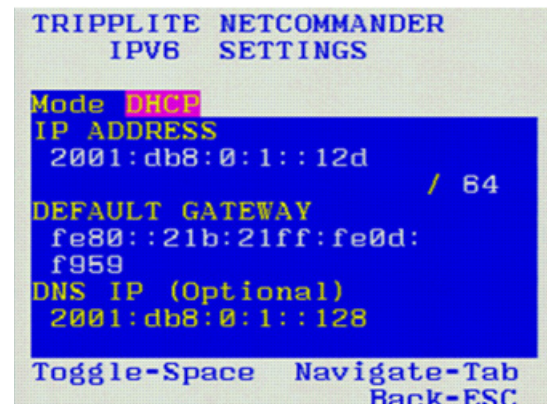 TRIPPLITE NETCOMMANDER
IPV6 SETTINGS
Mode DHCP
IP ADDRESS
2001:db8:0:1::12d
/ 64
DEFAULT GATEWAY
fe80::21b:21ff:fe0d:
f959
DNS IP (Optional)
2001:db8:0:1::128
Toggle-Space Navigate-Tab
Back-ESC